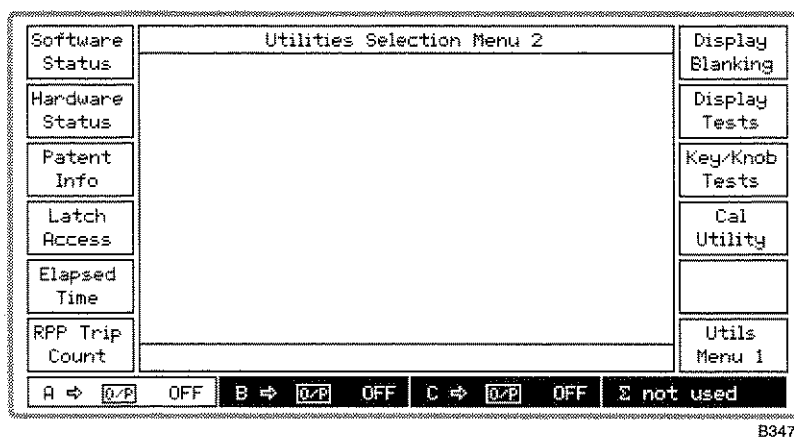 Utilities Selection Menu 2
Software
Status
Hardware
Status
Patent
Info
Latch
Access
Elapsed
Time
RPP Trip
Count
Display
Blanking
Display
Tests
Key/Knob
Tests
Cal
Utility
Utils
Menu 1
A ⇨ O/P OFF B ⇨ O/P OFF C ⇨ O/P OFF Σ not used
B347